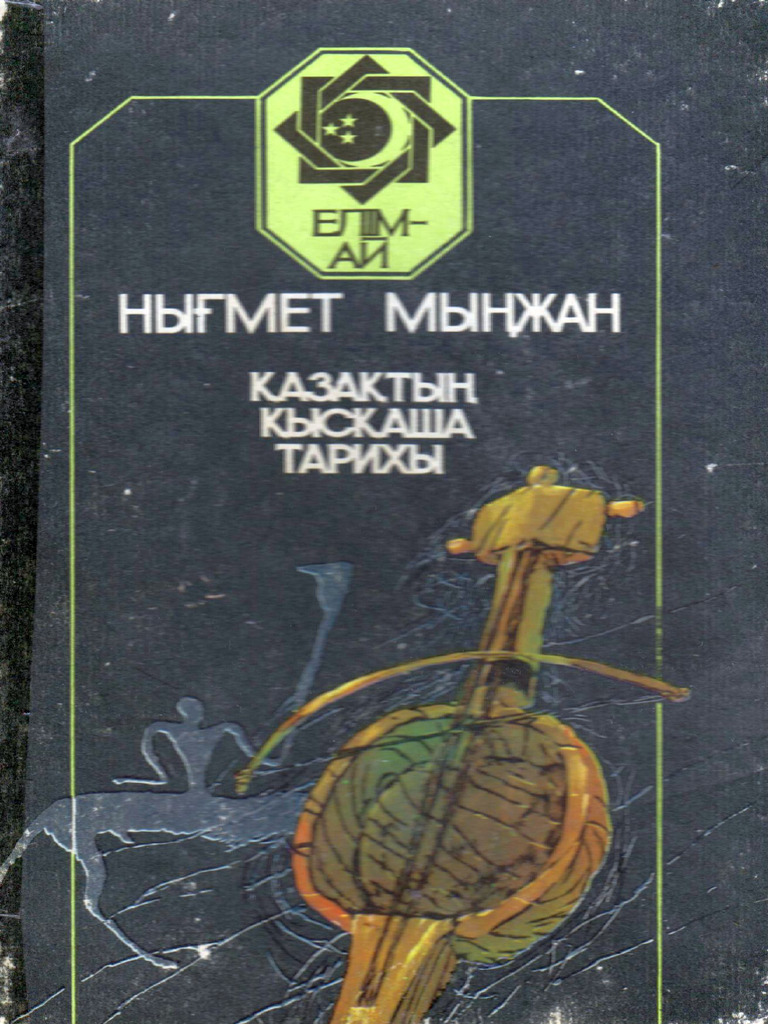 ЕЛІМ-
АЙ
НЫҒМЕТ МЫҢЖАН
ҚАЗАҚТЫҢ
ҚЫСҚАША
ТАРИХЫ